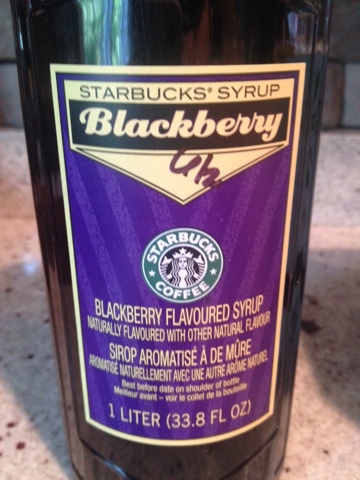 STARBUCKS® SYRUP
Blackberry
STARBUCKS
COFFEE
BLACKBERRY FLAVOURED SYRUP
NATURALLY FLAVOURED WITH OTHER NATURAL FLAVOUR
SIROP AROMATISÉ À DE MÛRE
AROMATISÉ NATURELLEMENT AVEC UNE AUTRE ARÔME NATUREL
Best before date on shoulder of bottle
Meilleur avant – voir le collet de la bouteille
1 LITER (33.8 FL OZ)